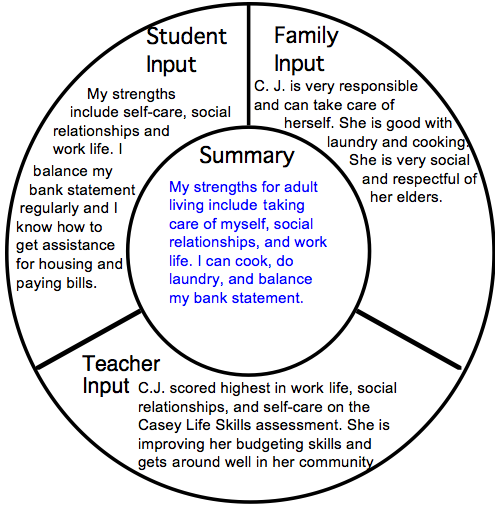 Student
Input
My strengths
include self-care, social
relationships and
work life. I
balance my
bank statement
regularly and I
know how to
get assistance
for housing and
paying bills.
Family
Input
C. J. is very responsible
and can take care of
herself. She is good with
laundry and cooking.
She is very social
and respectful of
her elders.
Summary
My strengths for adult
living include taking
care of myself, social
relationships, and work
life. I can cook, do
laundry, and balance
my bank statement.
Teacher
Input
C.J. scored highest in work life, social
relationships, and self-care on the
Casey Life Skills assessment. She is
improving her budgeting skills and
gets around well in her community